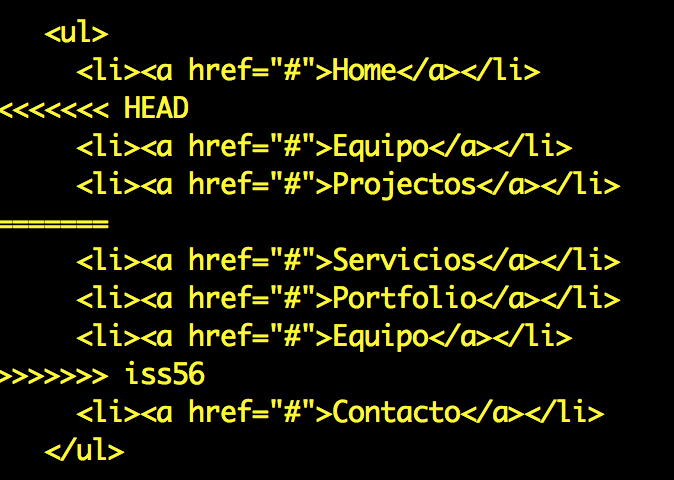 <ul>
<li><a href="#">Home</a></li>
<<<<<<< HEAD
<li><a href="#">Equipo</a></li>
<li><a href="#">Projectos</a></li>
=======
<li><a href="#">Servicios</a></li>
<li><a href="#">Portfolio</a></li>
<li><a href="#">Equipo</a></li>
>>>>>>> iss56
<li><a href="#">Contacto</a></li>
</ul>